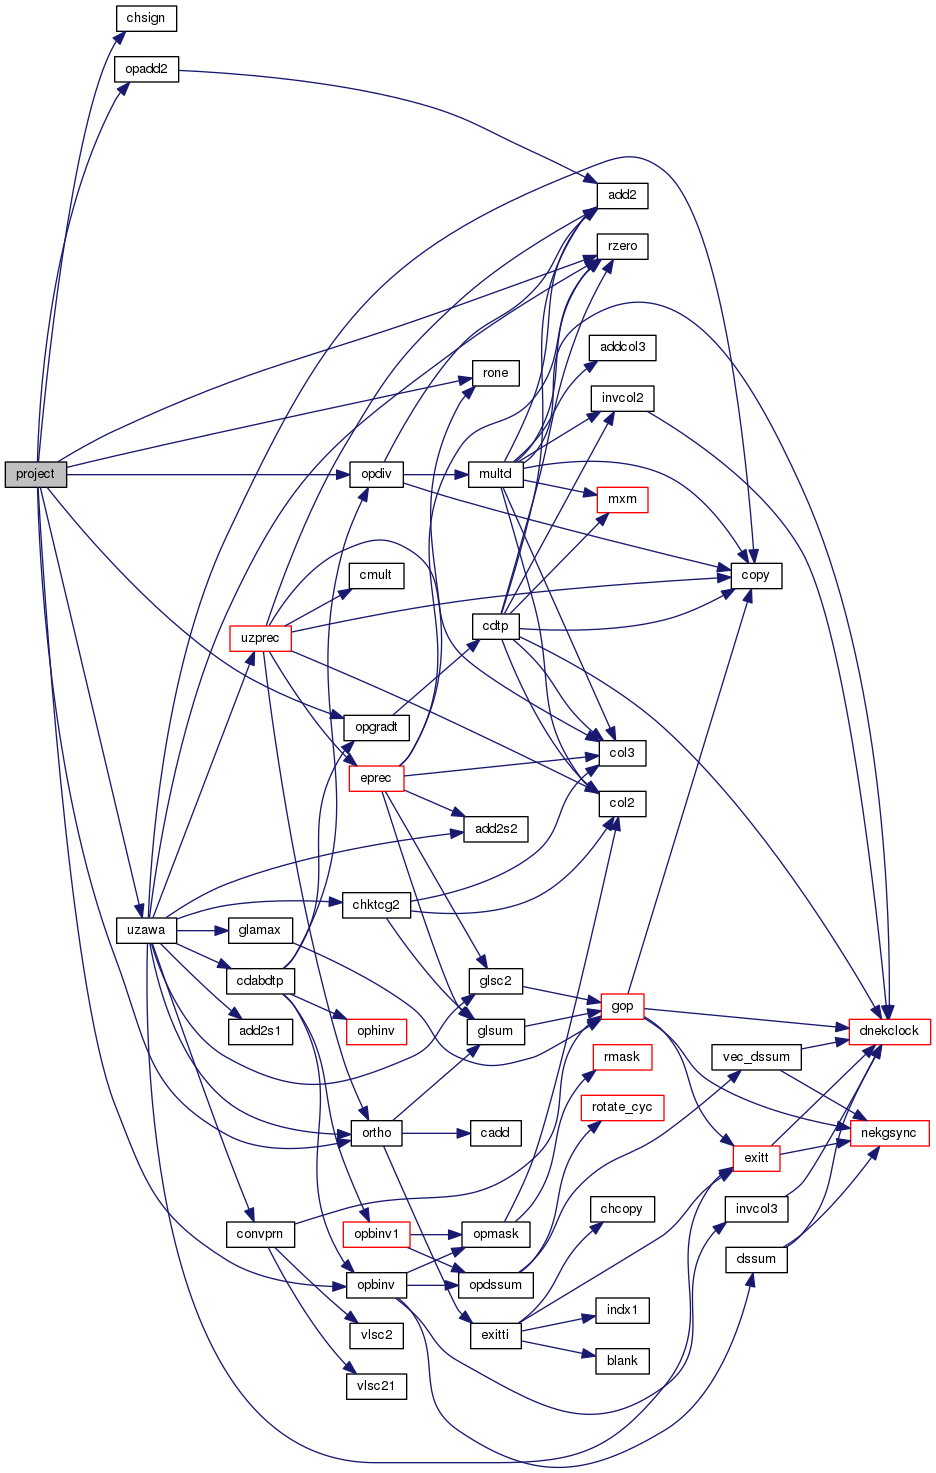 chsign
opadd2
add2
rzero
addcol3
rone
invcol2
project
opdiv
multd
mxm
cmult
copy
uzprec
cdtp
opgradt
eprec
col3
col2
add2s2
chktcg2
uzawa
glamax
cdabdtp
glsc2
gop
add2s1
ophinv
glsum
dnekclock
rmask
vec_dssum
rotate_cyc
ortho
cadd
nekgsync
exitt
chcopy
invcol3
convprn
opbinv1
opmask
dssum
opbinv
opdssum
indx1
vlsc2
exitti
blank
vlsc21